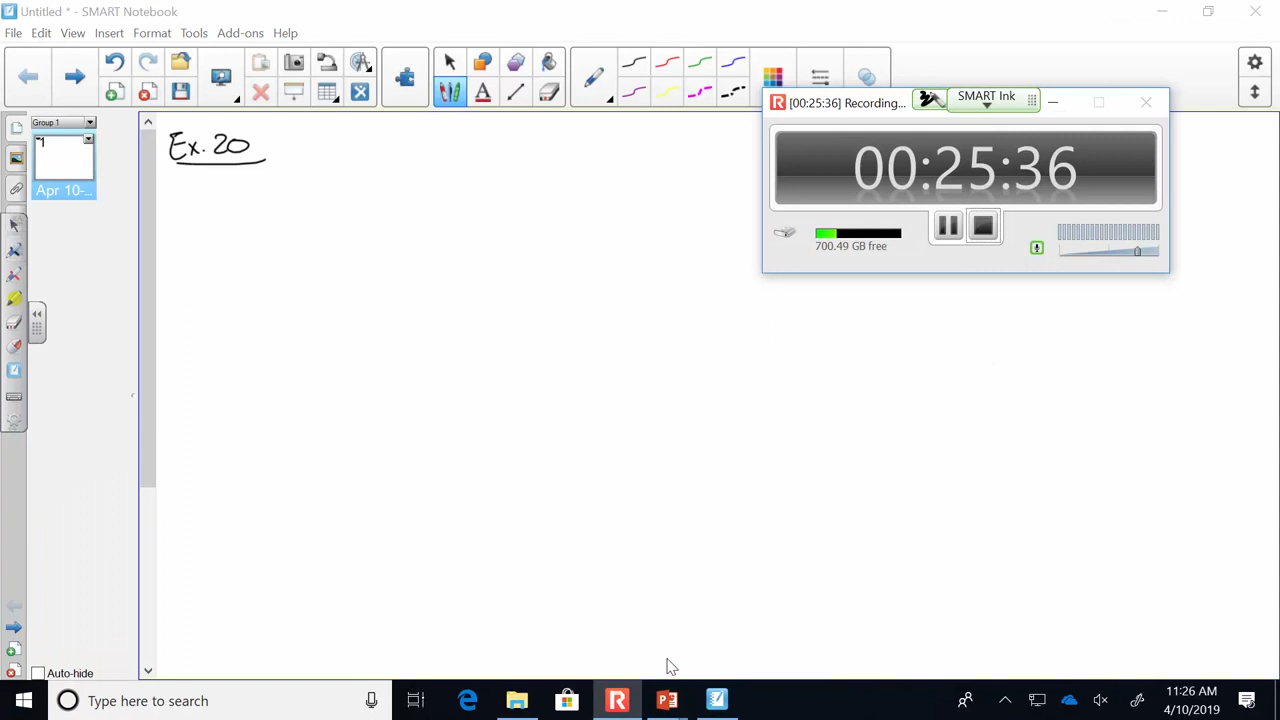 Untitled * - SMART Notebook
File Edit View Insert Format Tools Add-ons Help
[00:25:36] Recording...
SMART Ink
00:25:36
700.49 GB free
Group 1
1
Apr 10-...
Ex. 20
Auto-hide
Type here to search
11:26 AM
4/10/2019